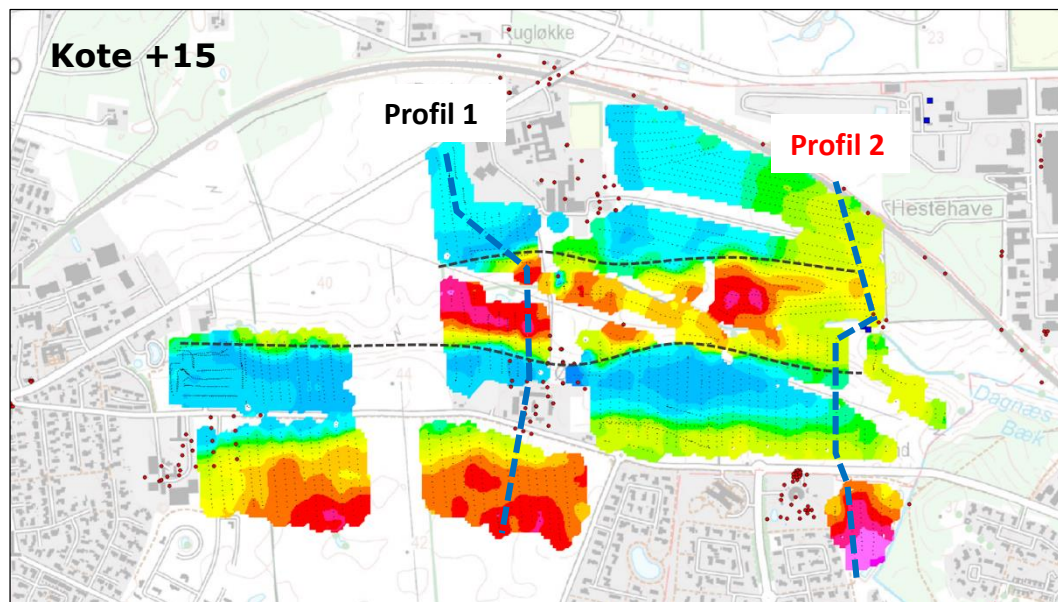 Kote +15
Rugløkke
23
Profil 1
Profil 2
Hestehave
40
44
Dagnæs
Bæk
42